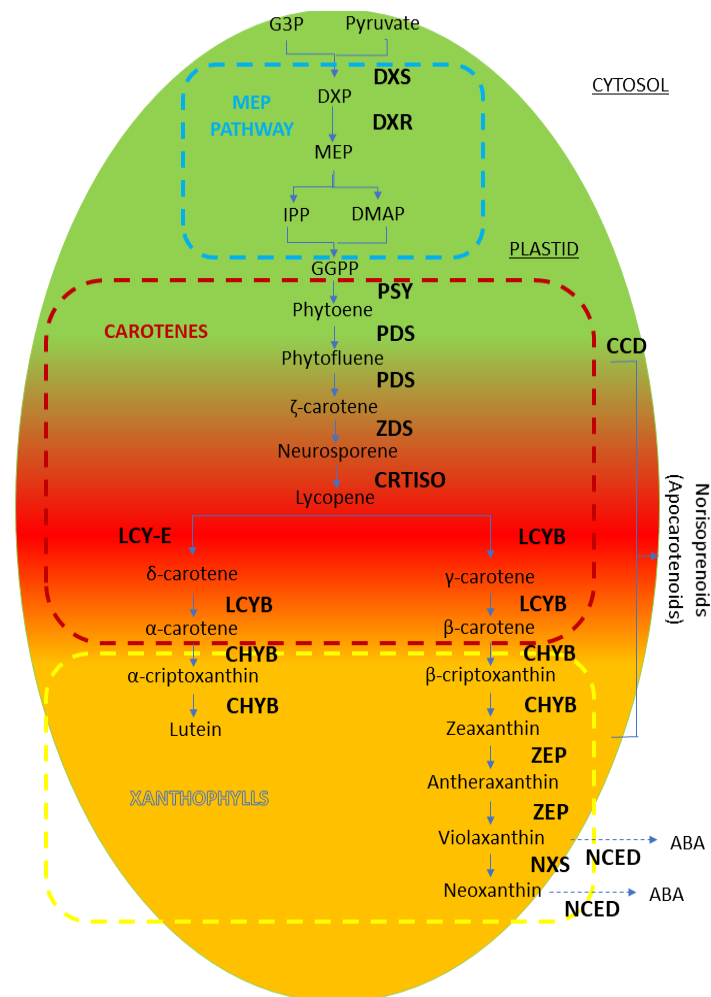 G3P
Pyruvate
DXS
CYTOSOL
MEP
PATHWAY
DXP
DXR
MEP
IPP
DMAP
PLASTID
GGPP
PSY
Phytoene
CAROTENES
PDS
CCD
Phytofluene
PDS
ζ-carotene
ZDS
Neurosporene
CRTISO
Lycopene
Norisoprenoids
(Apocarotenoids)
LCY-E
LCYB
δ-carotene
γ-carotene
LCYB
LCYB
α-carotene
β-carotene
CHYB
CHYB
α-criptoxanthin
β-criptoxanthin
CHYB
CHYB
Lutein
Zeaxanthin
ZEP
Antheraxanthin
XANTHOPHYLLS
ZEP
Violaxanthin
ABA
NXS
NCED
Neoxanthin
ABA
NCED